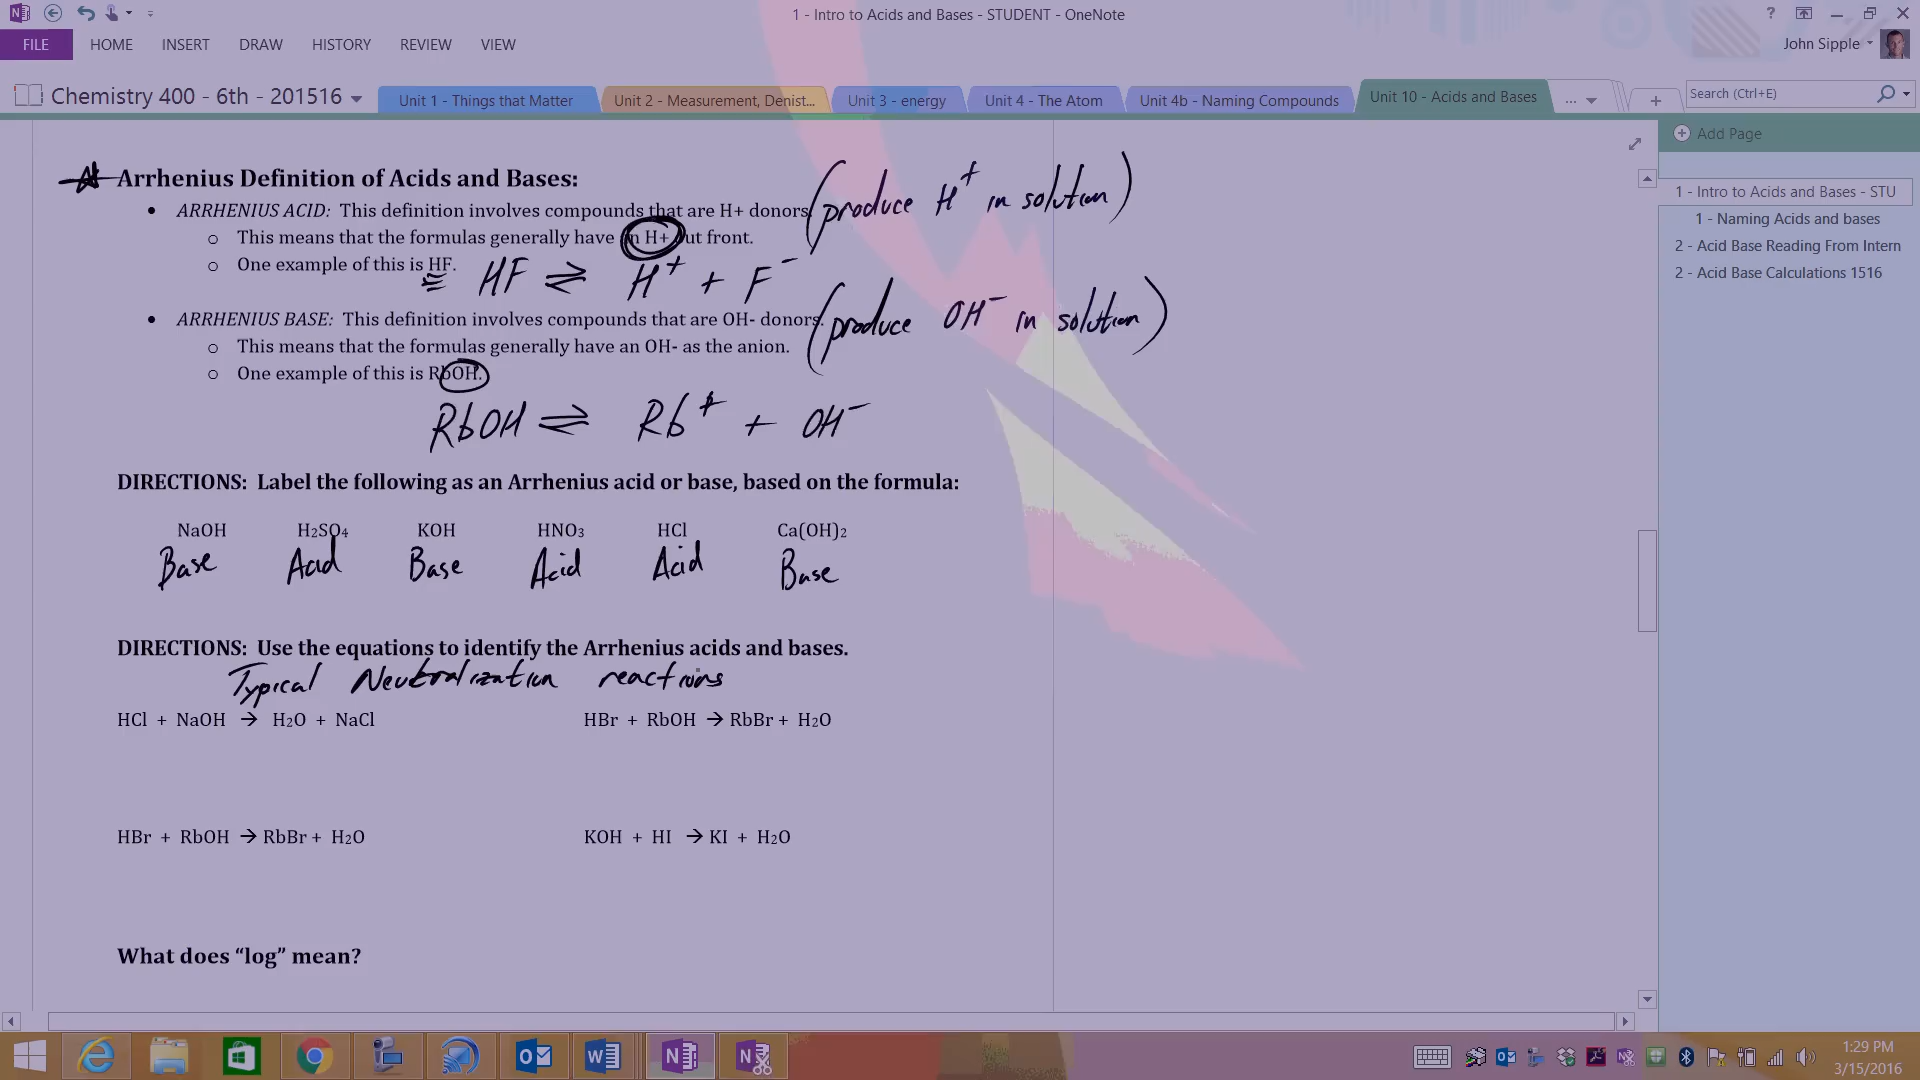 1 - Intro to Acids and Bases - STUDENT - OneNote
?
FILE HOME INSERT DRAW HISTORY REVIEW VIEW
John Sipple
Chemistry 400 - 6th - 201516
Unit 1 - Things that Matter
Unit 2 - Measurement, Denist...
Unit 3 - energy
Unit 4 - The Atom
Unit 4b - Naming Compounds
Unit 10 - Acids and Bases
...
Search (Ctrl+E)
Add Page
1 - Intro to Acids and Bases - STU
1 - Naming Acids and bases
2 - Acid Base Reading From Intern
2 - Acid Base Calculations 1516
Arrhenius Definition of Acids and Bases:
• ARRHENIUS ACID: This definition involves compounds that are H+ donors. (produce H⁺ in solution)
o This means that the formulas generally have an H+ out front.
o One example of this is HF. HF ⇌ H⁺ + F⁻
• ARRHENIUS BASE: This definition involves compounds that are OH- donors. (produce OH⁻ in solution)
o This means that the formulas generally have an OH- as the anion.
o One example of this is RbOH.
RbOH ⇌ Rb⁺ + OH⁻
DIRECTIONS: Label the following as an Arrhenius acid or base, based on the formula:
NaOH H₂SO₄ KOH HNO₃ HCl Ca(OH)₂
Base Acid Base Acid Acid Base
DIRECTIONS: Use the equations to identify the Arrhenius acids and bases.
Typical Neutralization reactions
HCl + NaOH → H₂O + NaCl HBr + RbOH → RbBr + H₂O
HBr + RbOH → RbBr + H₂O KOH + HI → KI + H₂O
What does “log” mean?
1:29 PM
3/15/2016